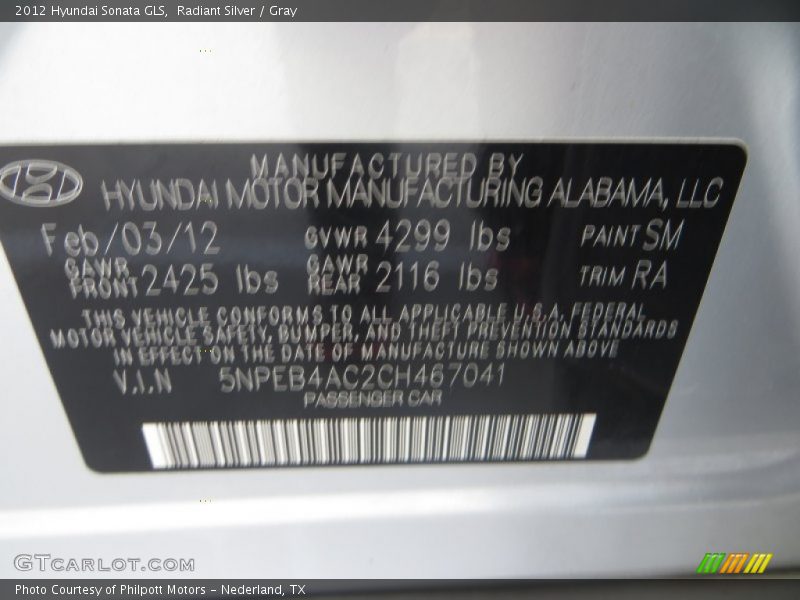 2012 Hyundai Sonata GLS, Radiant Silver / Gray
MANUFACTURED BY
HYUNDAI MOTOR MANUFACTURING ALABAMA, LLC
Feb/03/12 GVWR 4299 lbs PAINT SM
GAWR FRONT 2425 lbs GAWR REAR 2116 lbs TRIM RA
THIS VEHICLE CONFORMS TO ALL APPLICABLE U.S.A. FEDERAL
MOTOR VEHICLE SAFETY, BUMPER, AND THEFT PREVENTION STANDARDS
IN EFFECT ON THE DATE OF MANUFACTURE SHOWN ABOVE
V.I.N 5NPEB4AC2CH467041
PASSENGER CAR
GTCARLOT.COM
Photo Courtesy of Philpott Motors - Nederland, TX